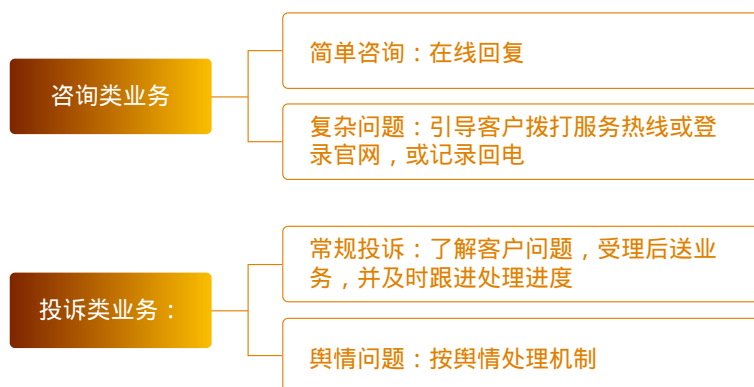 咨询类业务
简单咨询：在线回复
复杂问题：引导客户拨打服务热线或登
录官网，或记录回电
投诉类业务：
常规投诉：了解客户问题，受理后送业
务，并及时跟进处理进度
舆情问题：按舆情处理机制